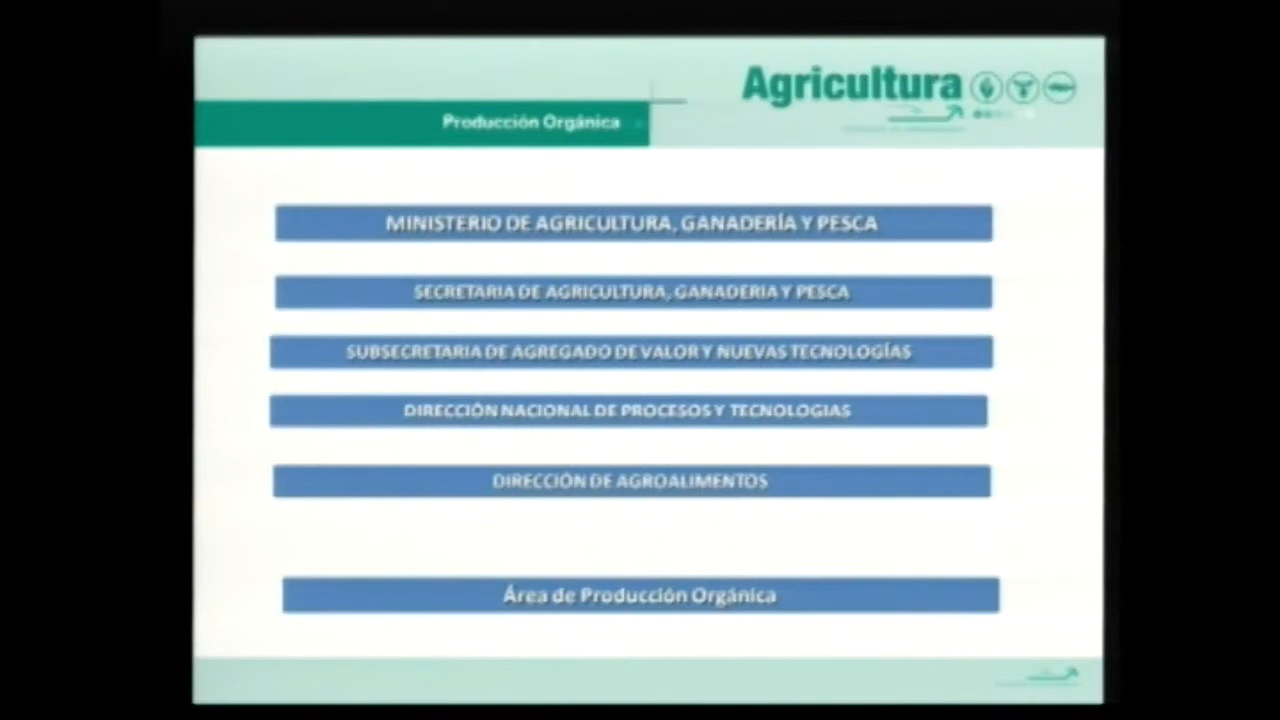 Agricultura
Producción Orgánica
MINISTERIO DE AGRICULTURA, GANADERÍA Y PESCA
SECRETARIA DE AGRICULTURA, GANADERIA Y PESCA
SUBSECRETARIA DE AGREGADO DE VALOR Y NUEVAS TECNOLOGÍAS
DIRECCIÓN NACIONAL DE PROCESOS Y TECNOLOGIAS
DIRECCIÓN DE AGROALIMENTOS
Área de Producción Orgánica